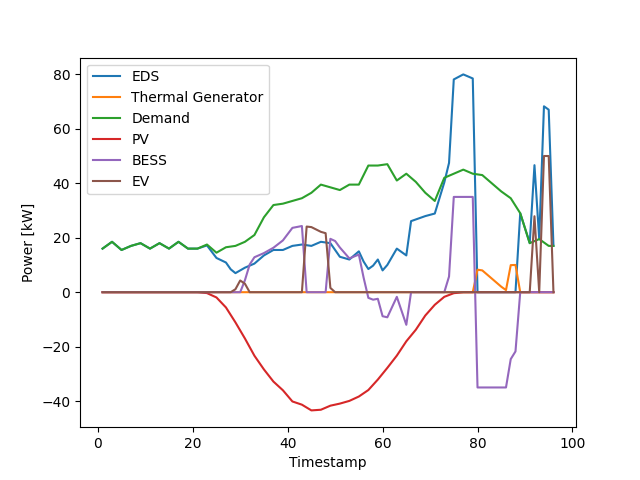 80
60
40
20
0
−20
−40
Power [kW]
EDS
Thermal Generator
Demand
PV
BESS
EV
0
20
40
60
80
100
Timestamp